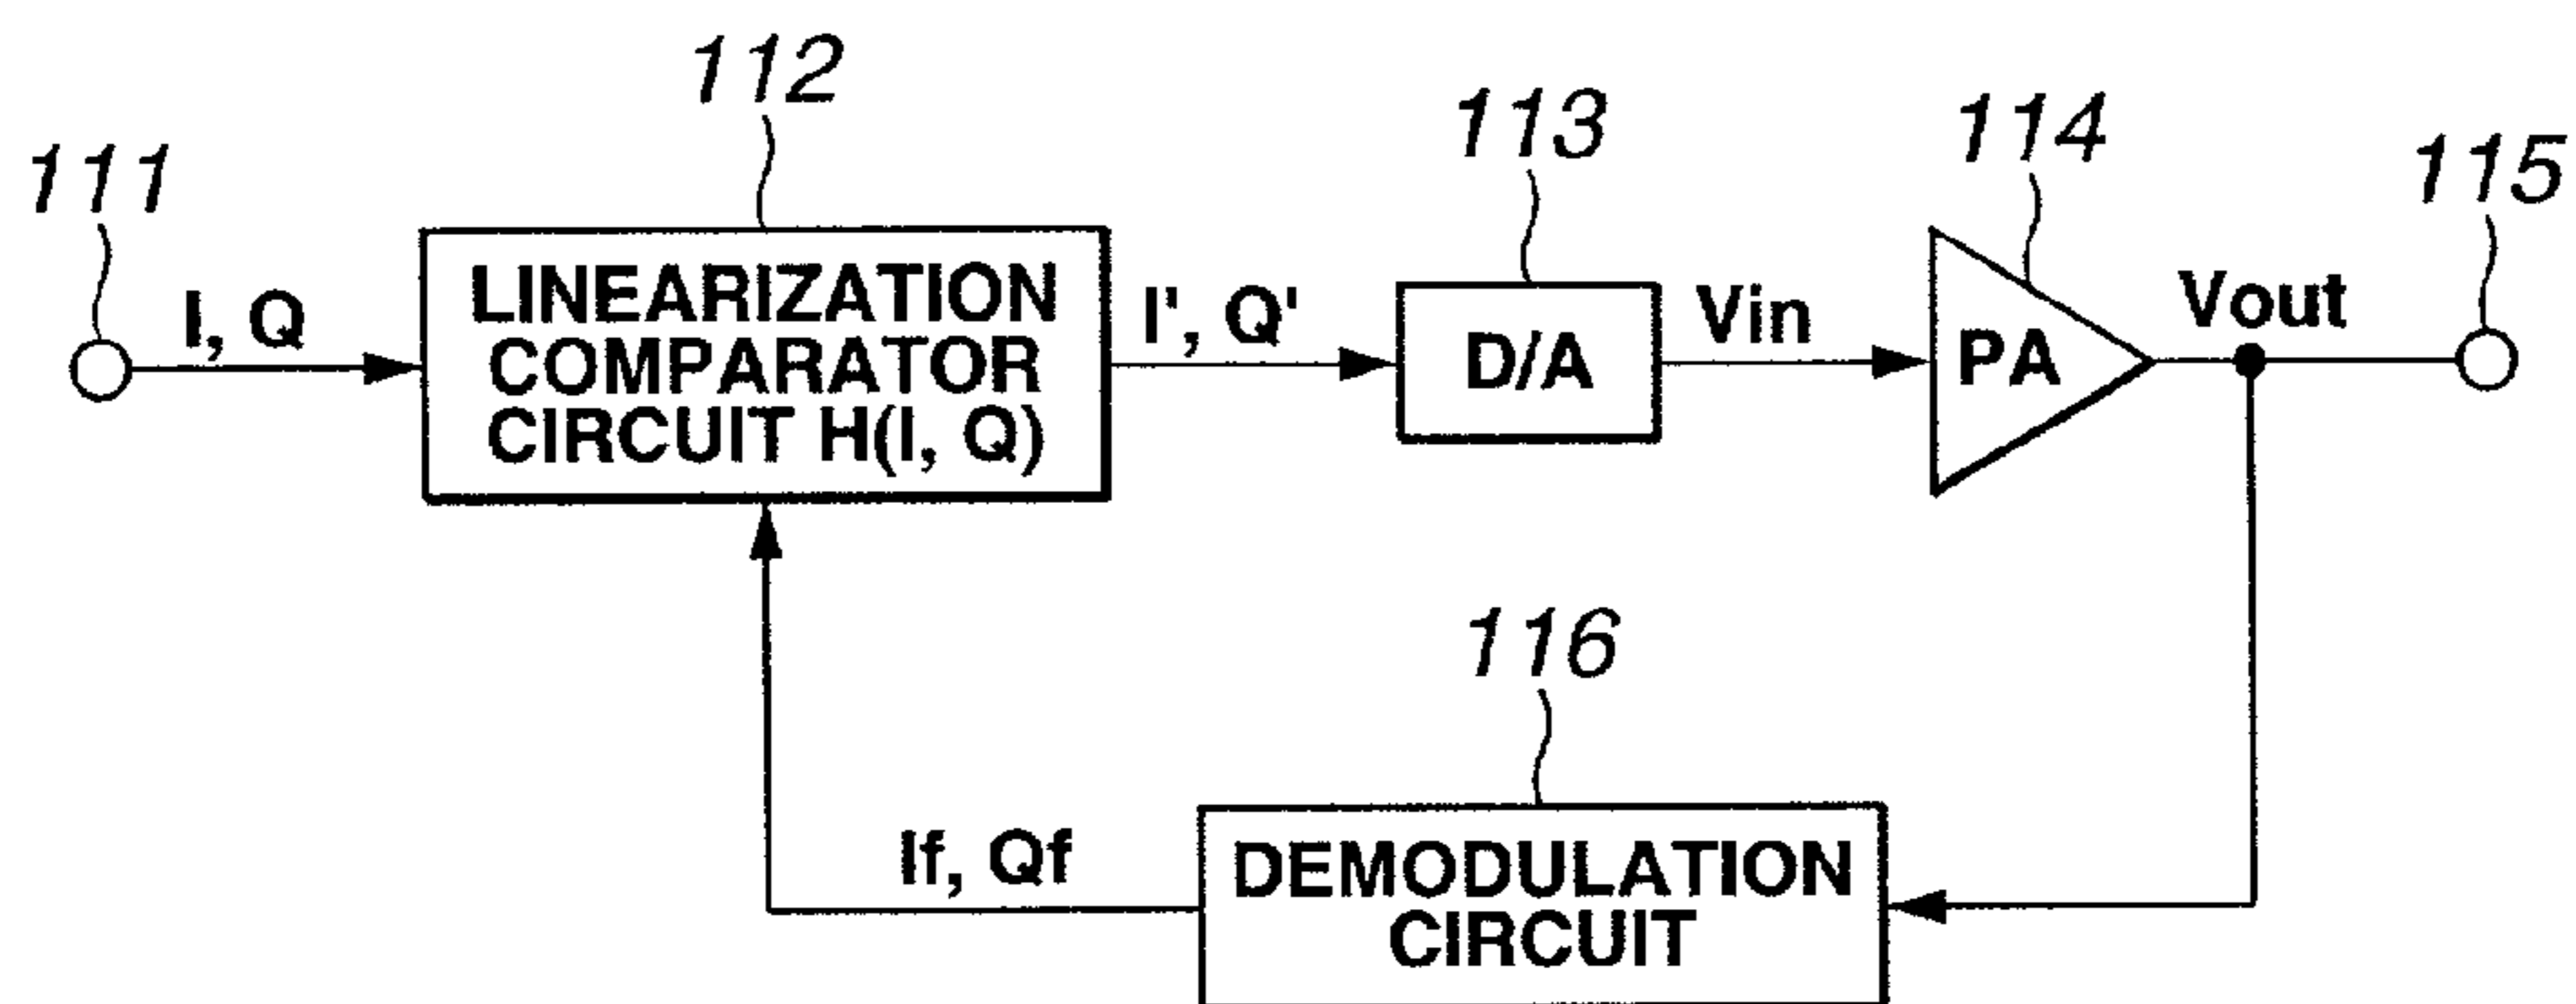 111
I, Q
112
LINEARIZATION
COMPARATOR
CIRCUIT H(I, Q)
I', Q'
113
D/A
Vin
114
PA
Vout
115
116
DEMODULATION
CIRCUIT
If, Qf